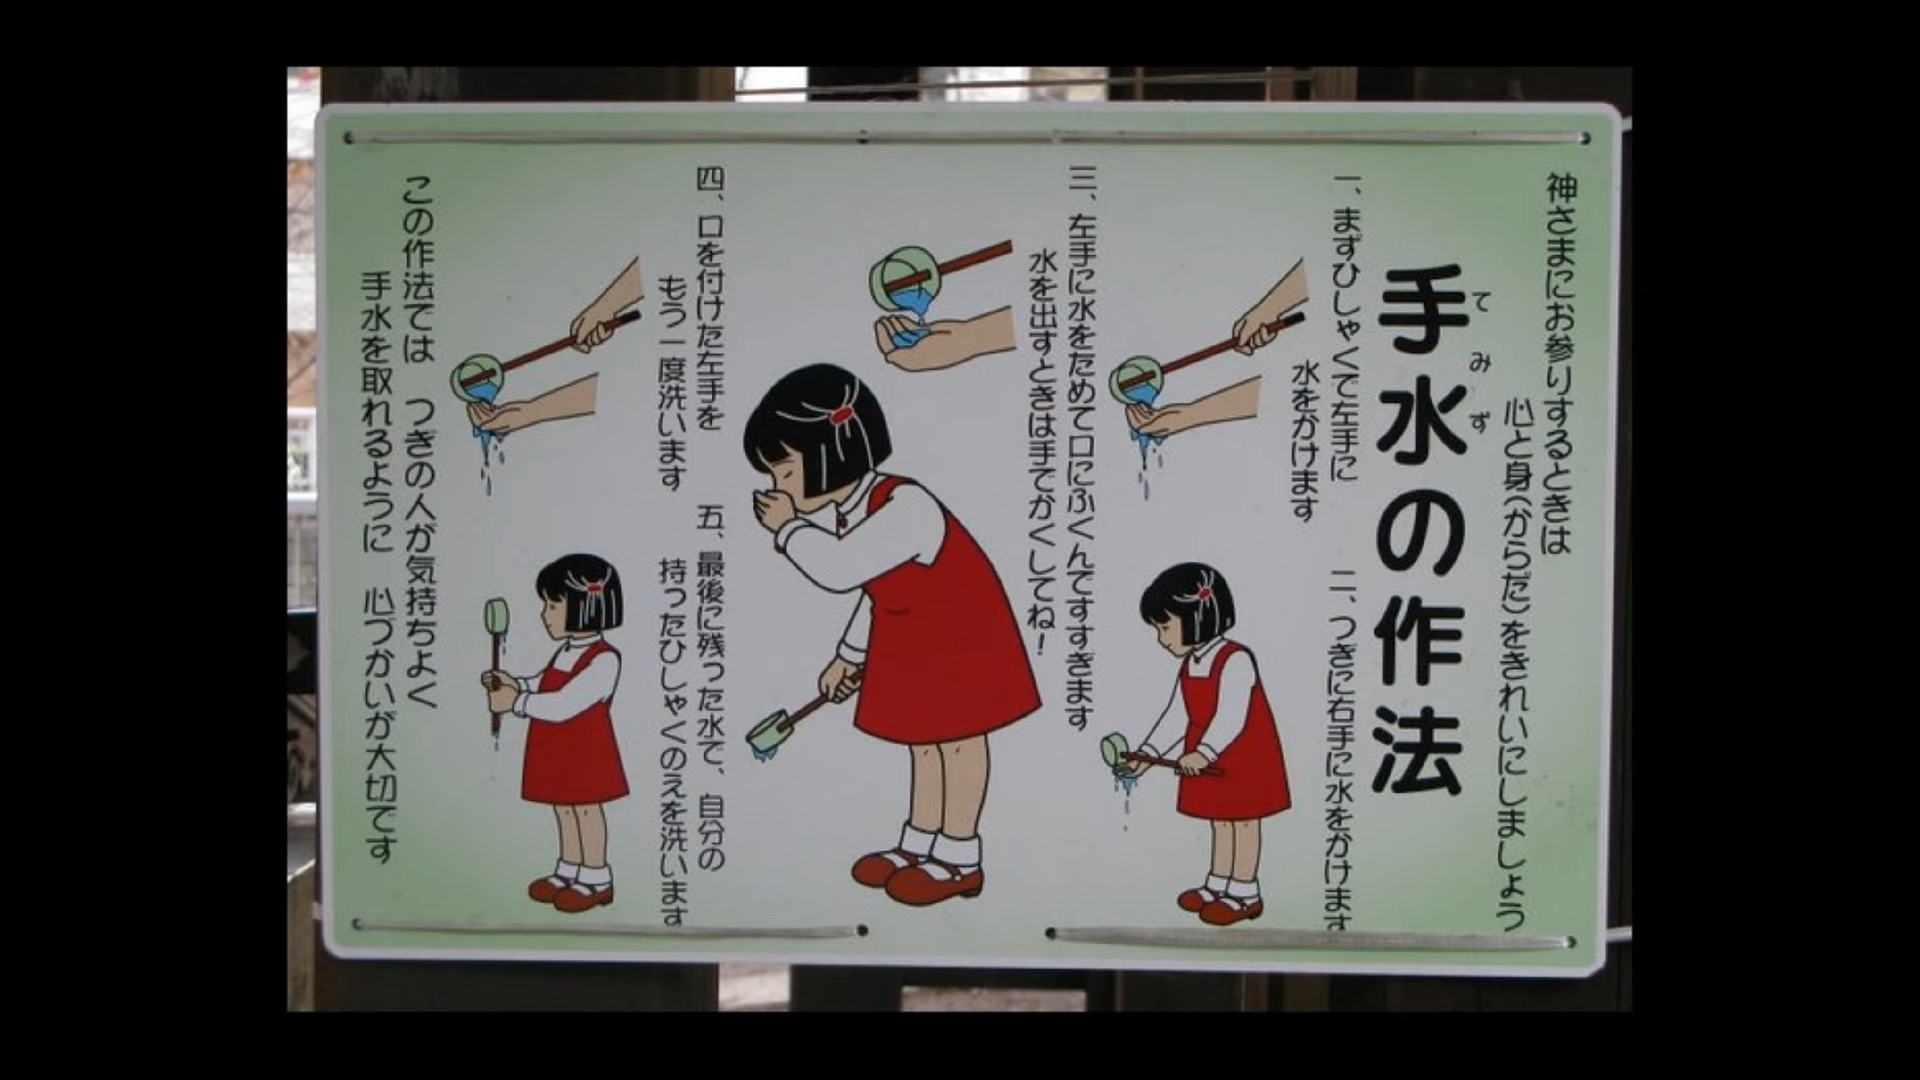 神さまにお参りするときは
心と身(からだ)をきれいにしましょう
手水の作法
てみず
一、まずひしゃくで左手に
水をかけます
二、つぎに右手に水をかけます
三、左手に水をためて口にふくんですすぎます
水を出すときは手でかくしてね!
四、口を付けた左手を
もう一度洗います
五、最後に残った水で、自分の
持ったひしゃくのえを洗います
この作法では つぎの人が気持ちよく
手水を取れるように 心づかいが大切です